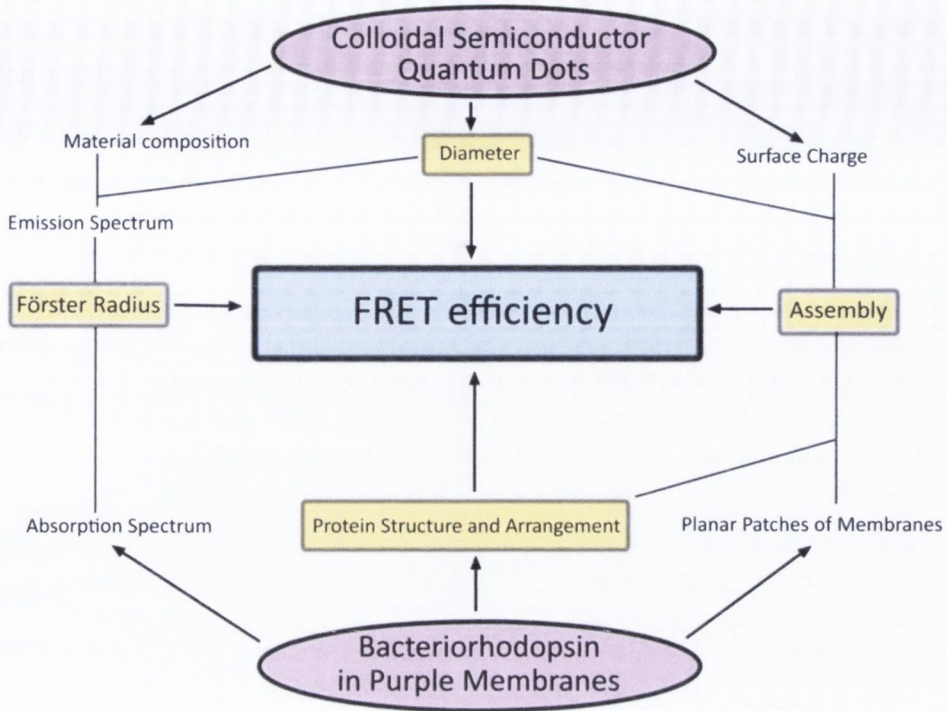 Colloidal Semiconductor
Quantum Dots
Material composition
Diameter
Surface Charge
Emission Spectrum
Förster Radius
FRET efficiency
Assembly
Absorption Spectrum
Protein Structure and Arrangement
Planar Patches of Membranes
Bacteriorhodopsin
in Purple Membranes